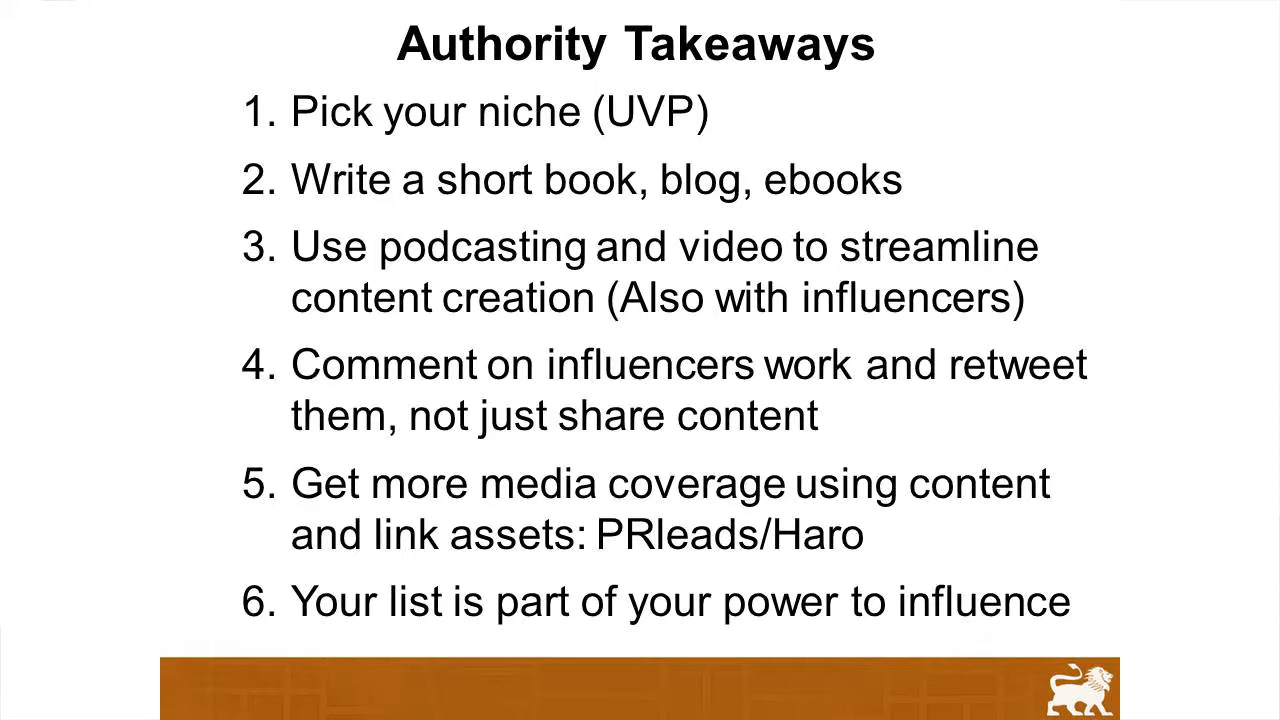 Authority Takeaways
1. Pick your niche (UVP)
2. Write a short book, blog, ebooks
3. Use podcasting and video to streamline
content creation (Also with influencers)
4. Comment on influencers work and retweet
them, not just share content
5. Get more media coverage using content
and link assets: PRleads/Haro
6. Your list is part of your power to influence